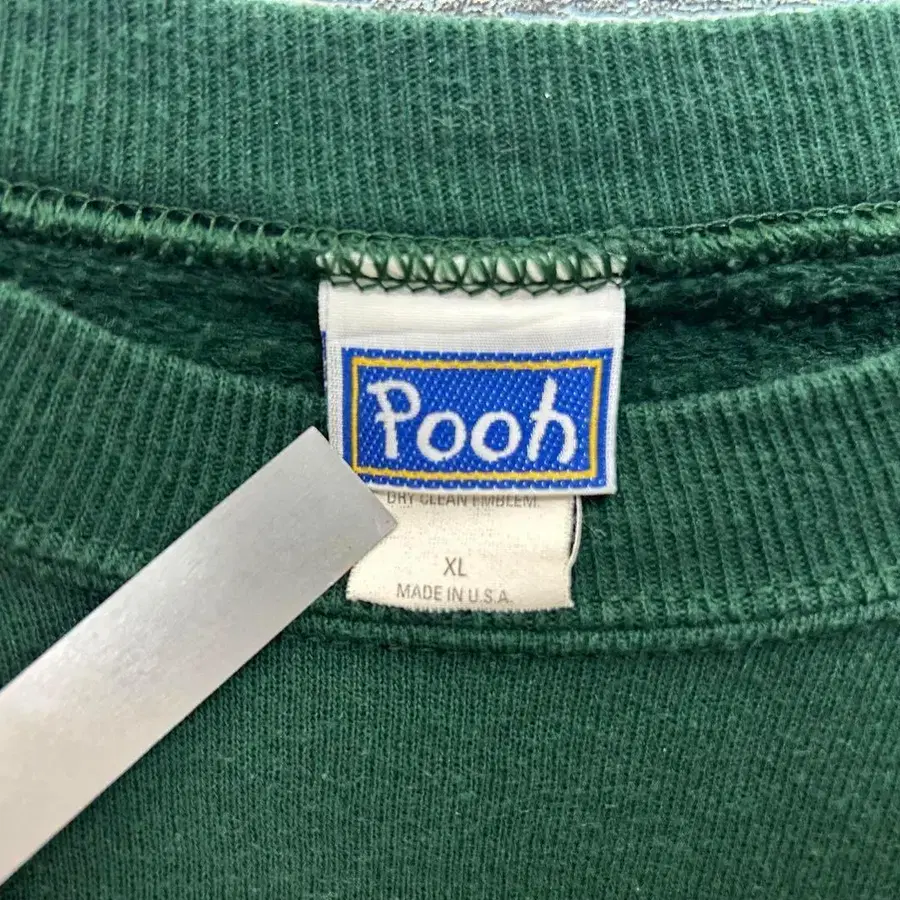 Pooh
DRY CLEAN EMBLEM.
XL
MADE IN U.S.A.